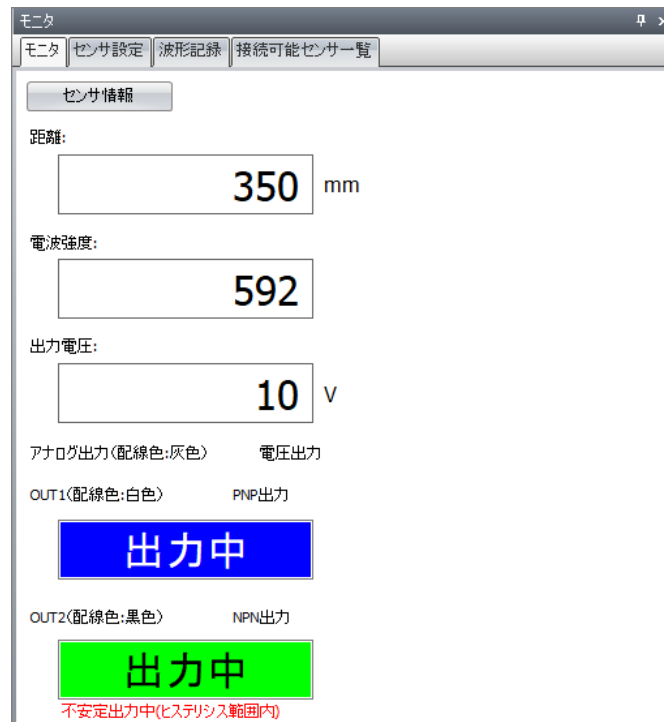 モニタ
モニタ センサ設定 波形記録 接続可能センサ一覧
センサ情報
距離:
350 mm
電波強度:
592
出力電圧:
10 V
アナログ出力(配線色:灰色) 電圧出力
OUT1(配線色:白色) PNP出力
出力中
OUT2(配線色:黒色) NPN出力
出力中
不安定出力中(ヒステリシス範囲内)